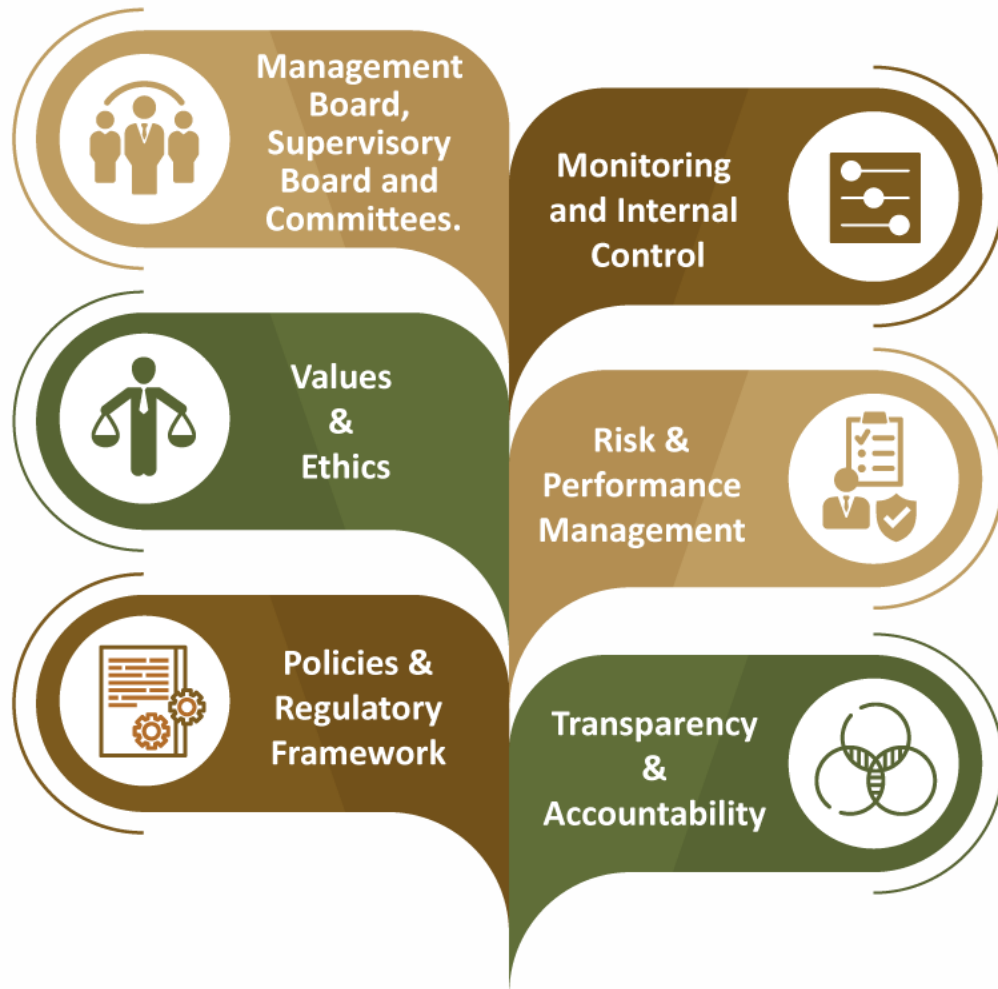 Management
Board,
Supervisory
Board and
Committees.
Monitoring
and Internal
Control
Values
&
Ethics
Risk &
Performance
Management
Policies &
Regulatory
Framework
Transparency
&
Accountability